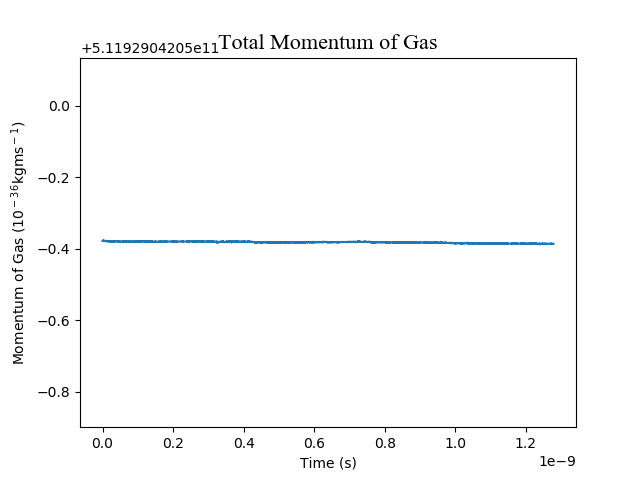 +5.1192904205e11
Total Momentum of Gas
0.0
−0.2
−0.4
−0.6
−0.8
Momentum of Gas (10⁻³⁶kgms⁻¹)
0.0 0.2 0.4 0.6 0.8 1.0 1.2
1e−9
Time (s)